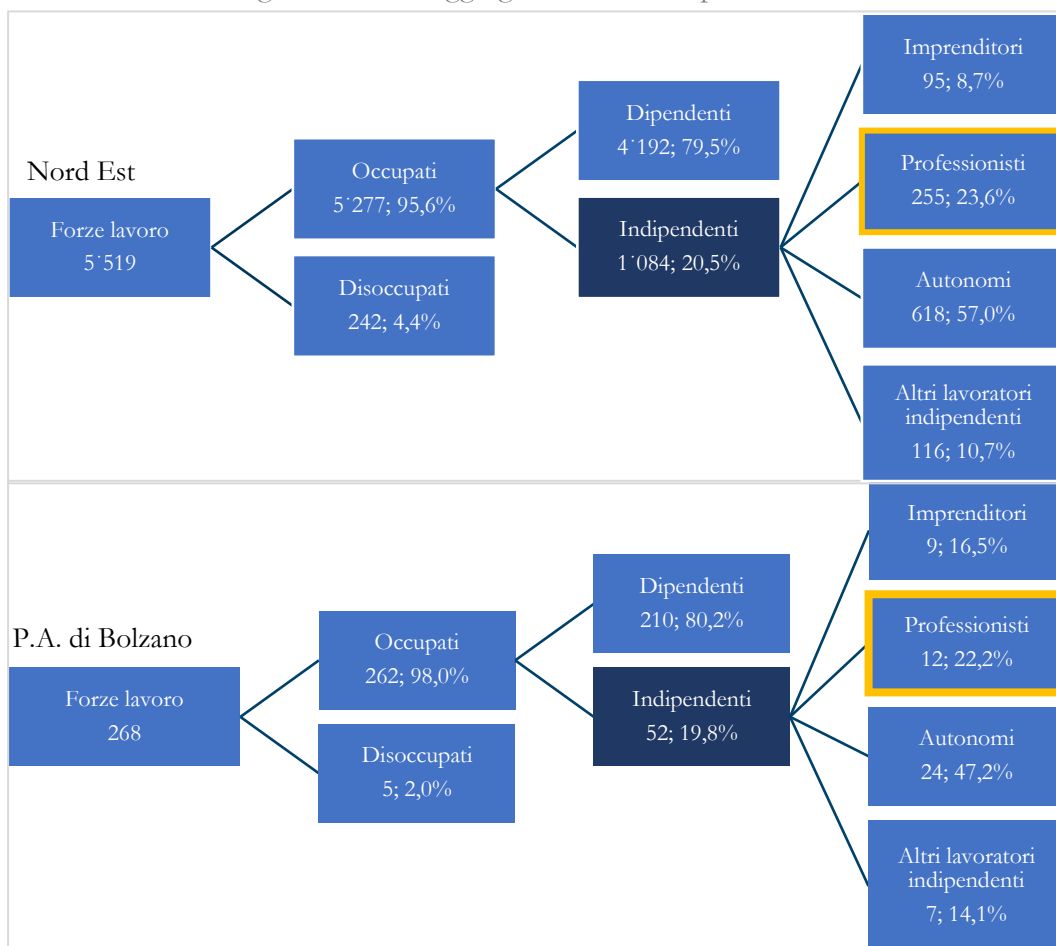 Nord Est
Forze lavoro
5˙519
Occupati
5˙277; 95,6%
Disoccupati
242; 4,4%
Dipendenti
4˙192; 79,5%
Indipendenti
1˙084; 20,5%
Imprenditori
95; 8,7%
Professionisti
255; 23,6%
Autonomi
618; 57,0%
Altri lavoratori
indipendenti
116; 10,7%
P.A. di Bolzano
Forze lavoro
268
Occupati
262; 98,0%
Disoccupati
5; 2,0%
Dipendenti
210; 80,2%
Indipendenti
52; 19,8%
Imprenditori
9; 16,5%
Professionisti
12; 22,2%
Autonomi
24; 47,2%
Altri lavoratori
indipendenti
7; 14,1%